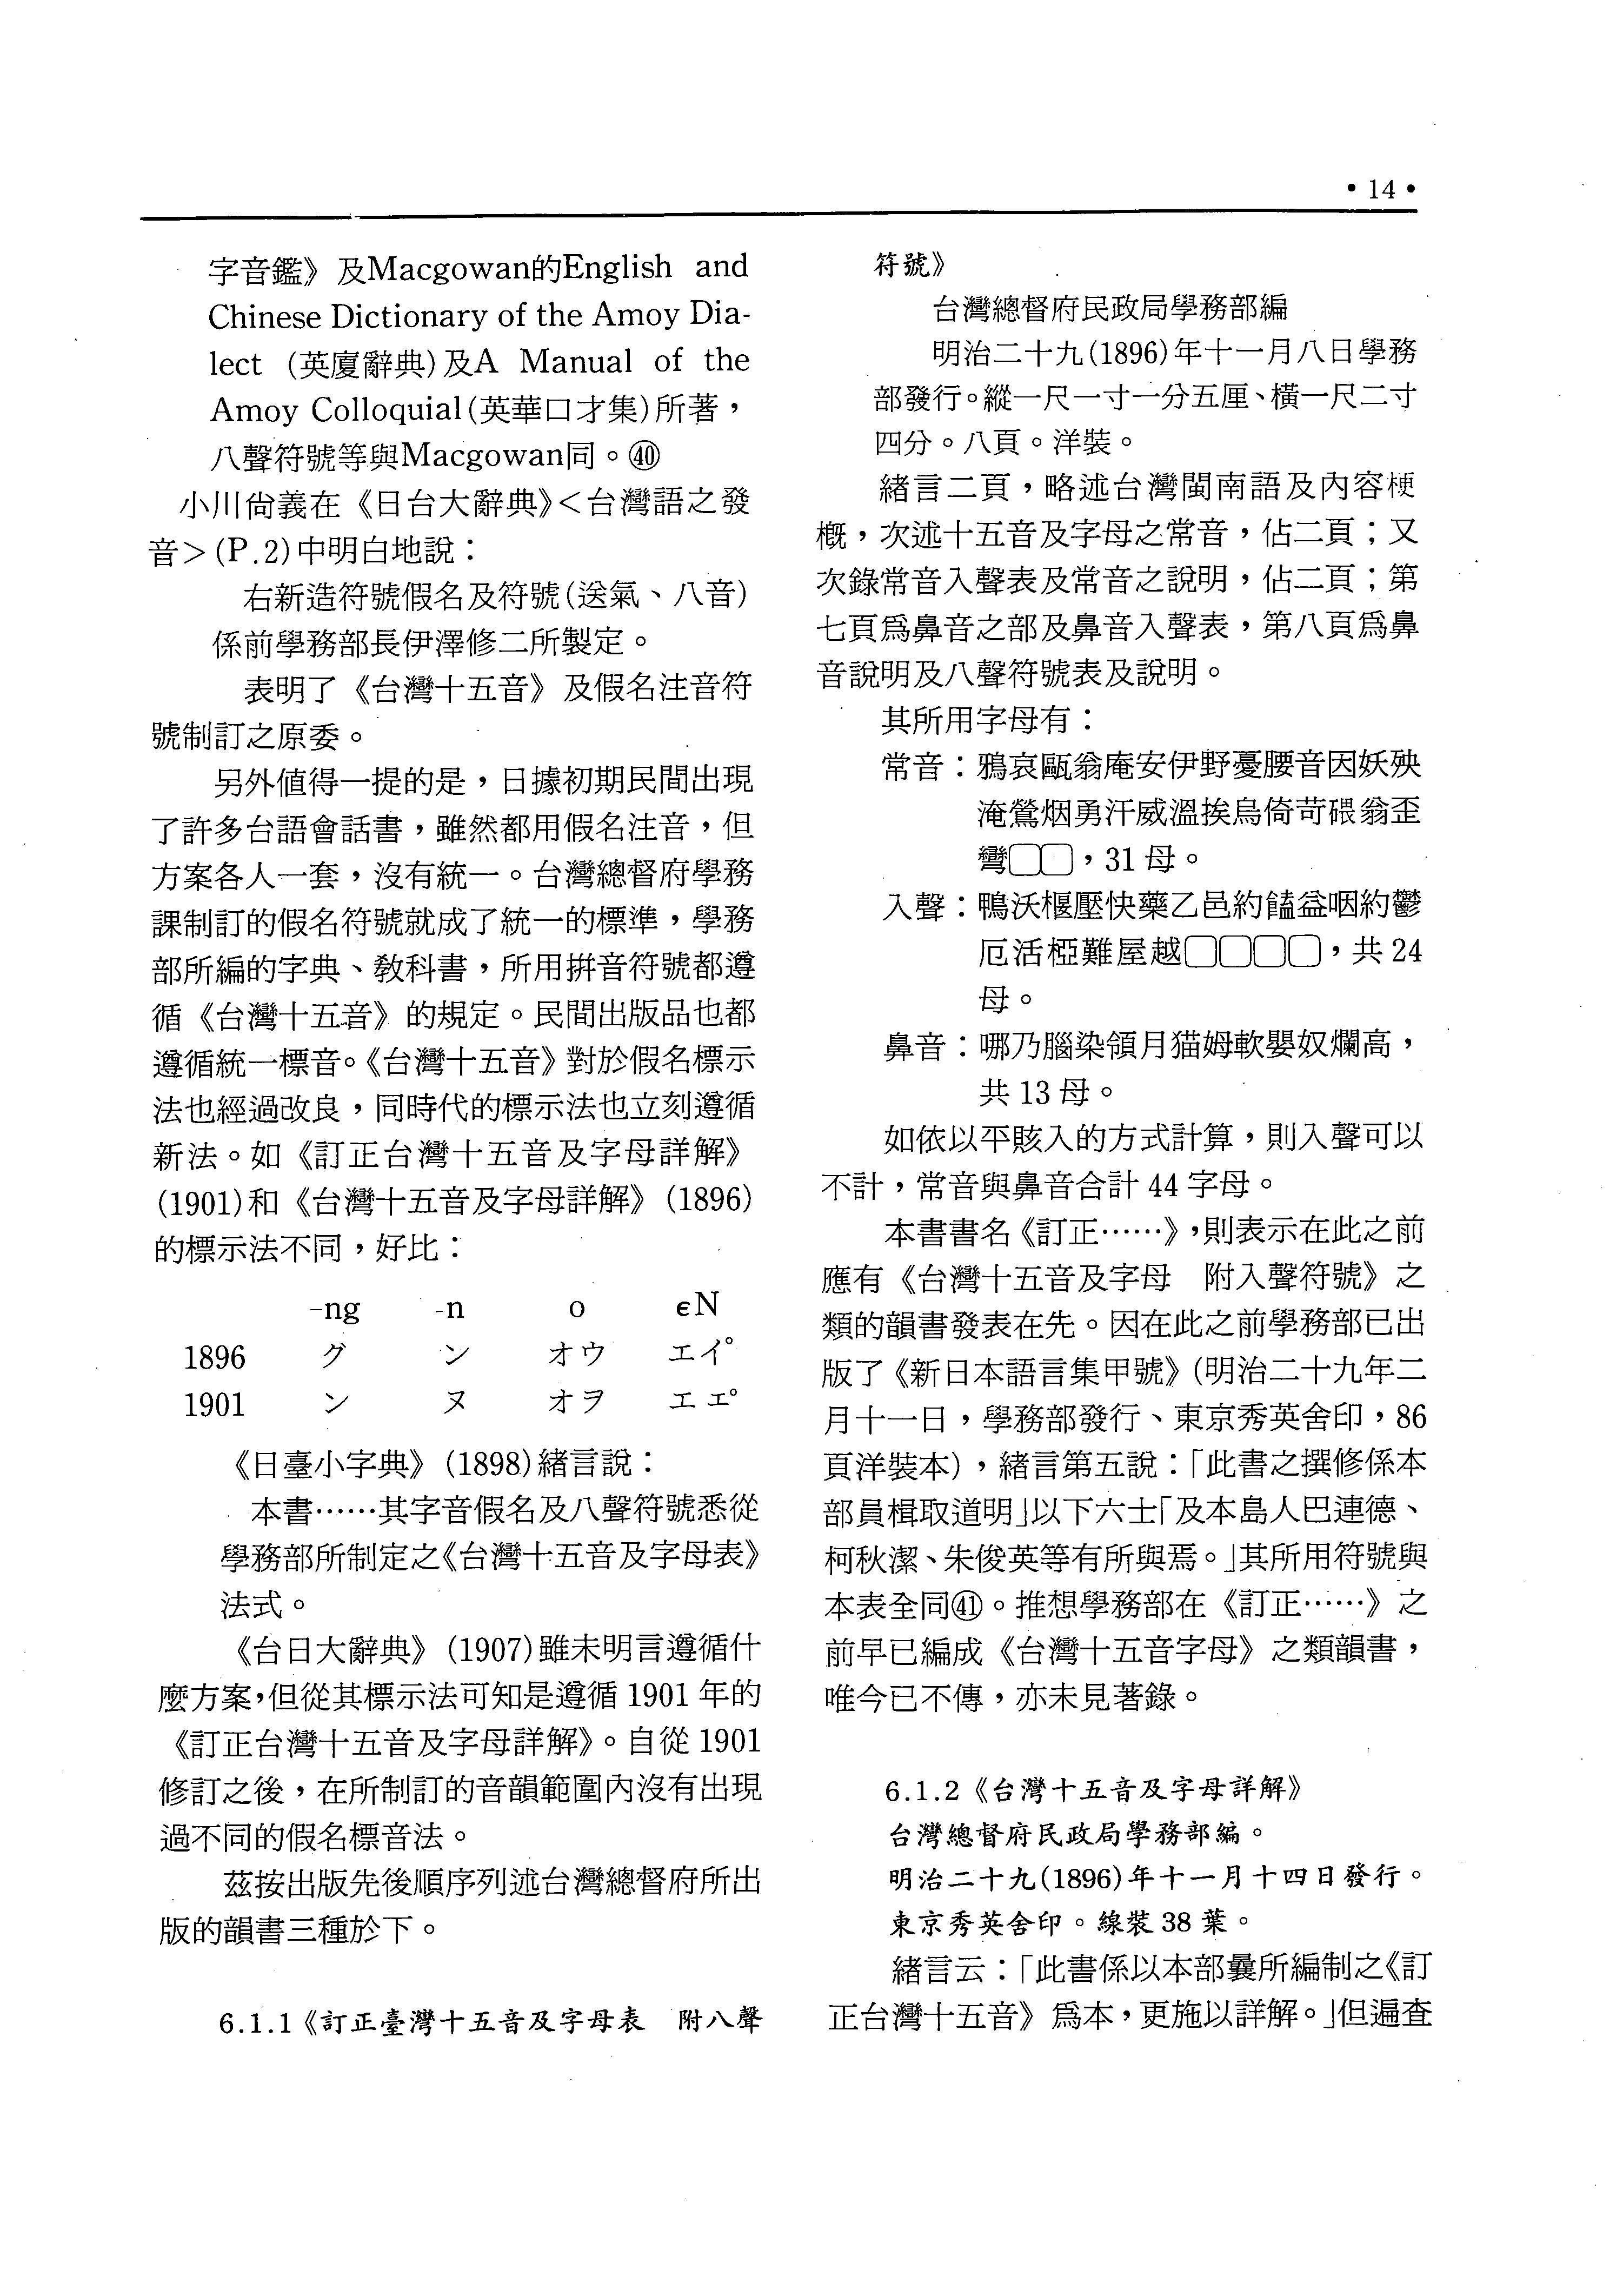 • 14 •
字音鑑》及Macgowan的English and
Chinese Dictionary of the Amoy Dia-
lect (英廈辭典)及A Manual of the
Amoy Colloquial(英華口才集)所著，
八聲符號等與Macgowan同。㊵
小川尙義在《日台大辭典》＜台灣語之發
音＞(P.2)中明白地說：
右新造符號假名及符號(送氣、八音)
係前學務部長伊澤修二所製定。
表明了《台灣十五音》及假名注音符
號制訂之原委。
另外値得一提的是，日據初期民間出現
了許多台語會話書，雖然都用假名注音，但
方案各人一套，沒有統一。台灣總督府學務
課制訂的假名符號就成了統一的標準，學務
部所編的字典、教科書，所用拼音符號都遵
循《台灣十五音》的規定。民間出版品也都
遵循統一標音。《台灣十五音》對於假名標示
法也經過改良，同時代的標示法也立刻遵循
新法。如《訂正台灣十五音及字母詳解》
(1901)和《台灣十五音及字母詳解》(1896)
的標示法不同，好比：
-ng -n o ɛN
1896 グ ン オウ エイ°
1901 ン ヌ オヲ エエ°
《日臺小字典》(1898)緒言說：
本書……其字音假名及八聲符號悉從
學務部所制定之《台灣十五音及字母表》
法式。
《台日大辭典》(1907)雖未明言遵循什
麼方案，但從其標示法可知是遵循1901年的
《訂正台灣十五音及字母詳解》。自從1901
修訂之後，在所制訂的音韻範圍內沒有出現
過不同的假名標音法。
茲按出版先後順序列述台灣總督府所出
版的韻書三種於下。
6.1.1《訂正臺灣十五音及字母表　附八聲
符號》
台灣總督府民政局學務部編
明治二十九(1896)年十一月八日學務
部發行。縱一尺一寸一分五厘、橫一尺二寸
四分。八頁。洋裝。
緒言二頁，略述台灣閩南語及內容梗
概，次述十五音及字母之常音，佔二頁；又
次錄常音入聲表及常音之說明，佔二頁；第
七頁爲鼻音之部及鼻音入聲表，第八頁爲鼻
音說明及八聲符號表及說明。
其所用字母有：
常音：鴉哀甌翁庵安伊野憂腰音因妖殃
淹鶯烟勇汗威溫挨烏倚苛碨翁歪
彎□□，31母。
入聲：鴨沃榧壓快藥乙邑約饁益咽約鬱
厄活椏難屋越□□□□，共24
母。
鼻音：哪乃腦染領月猫姆軟嬰奴爛高，
共13母。
如依以平賅入的方式計算，則入聲可以
不計，常音與鼻音合計44字母。
本書書名《訂正……》，則表示在此之前
應有《台灣十五音及字母　附入聲符號》之
類的韻書發表在先。因在此之前學務部已出
版了《新日本語言集甲號》(明治二十九年二
月十一日，學務部發行、東京秀英舍印，86
頁洋裝本)，緒言第五說：「此書之撰修係本
部員楫取道明」以下六士「及本島人巴連德、
柯秋潔、朱俊英等有所與焉。」其所用符號與
本表全同㊶。推想學務部在《訂正……》之
前早已編成《台灣十五音字母》之類韻書，
唯今已不傳，亦未見著錄。
6.1.2《台灣十五音及字母詳解》
台灣總督府民政局學務部編。
明治二十九(1896)年十一月十四日發行。
東京秀英舍印。線裝38葉。
緒言云：「此書係以本部曩所編制之《訂
正台灣十五音》爲本，更施以詳解。」但遍查